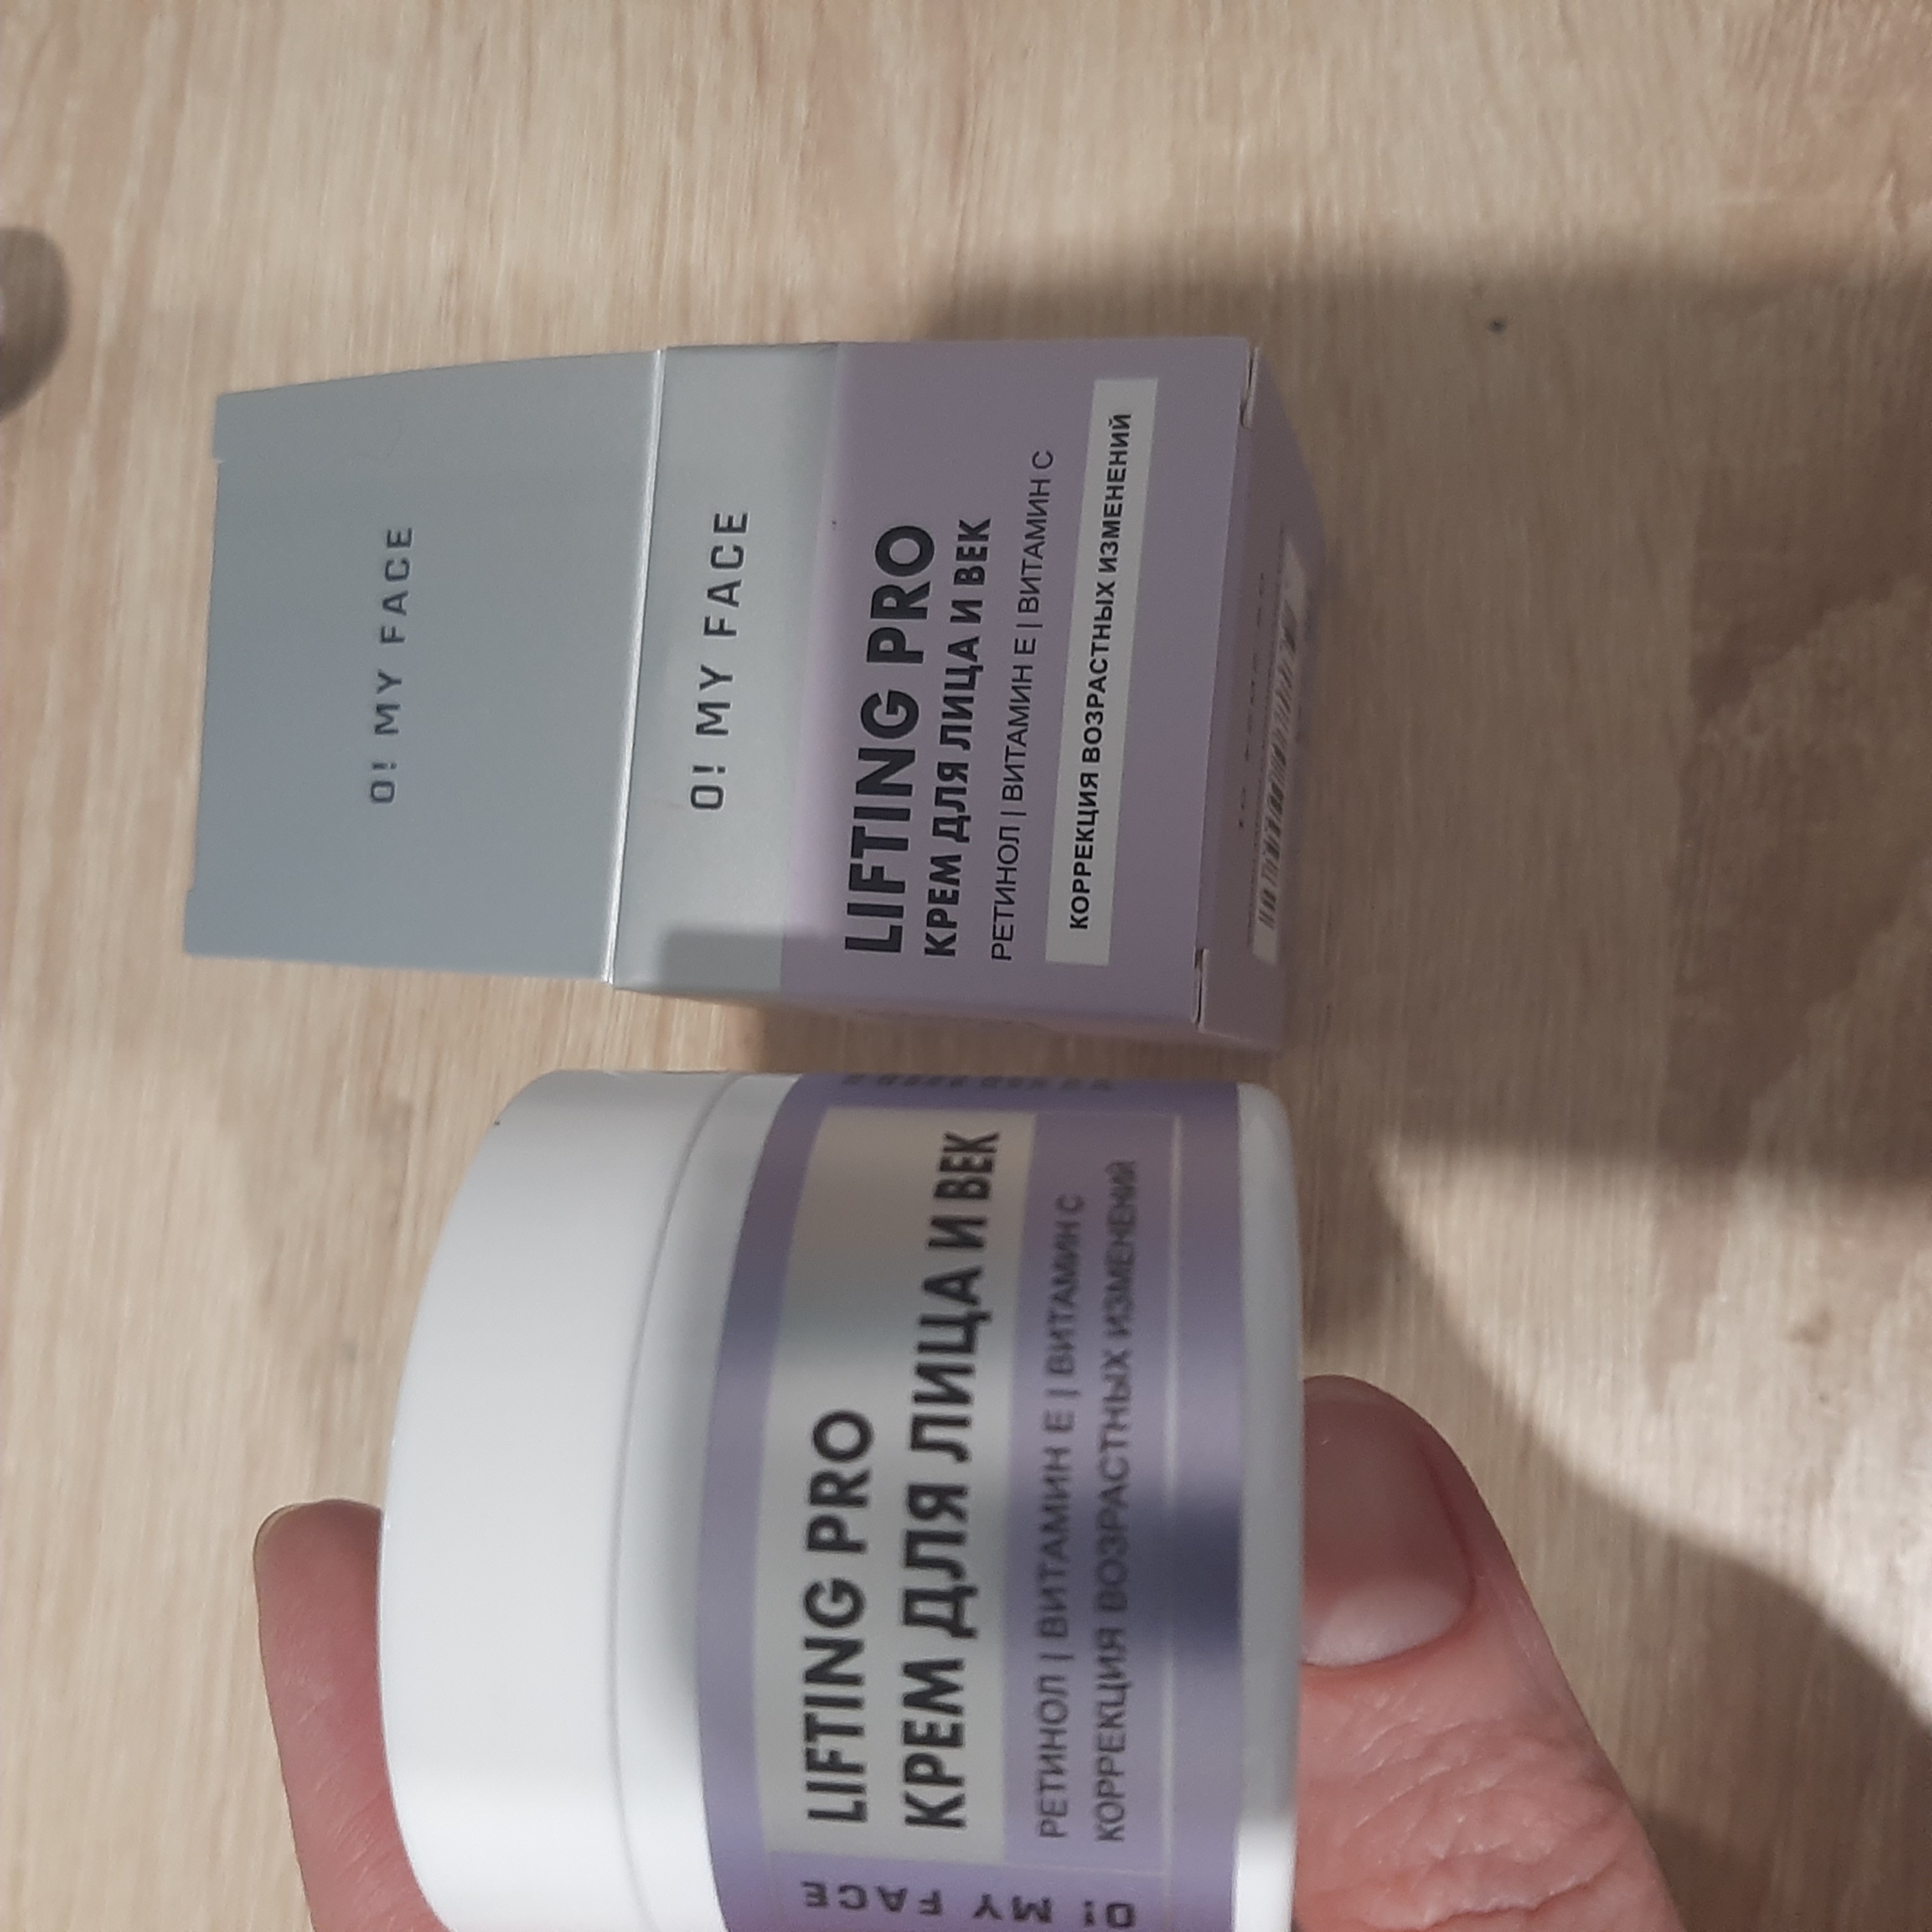 O! MY FACE
O! MY FACE
LIFTING PRO
КРЕМ ДЛЯ ЛИЦА И ВЕК
РЕТИНОЛ | ВИТАМИН Е | ВИТАМИН С
КОРРЕКЦИЯ ВОЗРАСТНЫХ ИЗМЕНЕНИЙ
LIFTING PRO
КРЕМ ДЛЯ ЛИЦА И ВЕК
РЕТИНОЛ | ВИТАМИН Е | ВИТАМИН С
КОРРЕКЦИЯ ВОЗРАСТНЫХ ИЗМЕНЕНИЙ
O! MY FACE